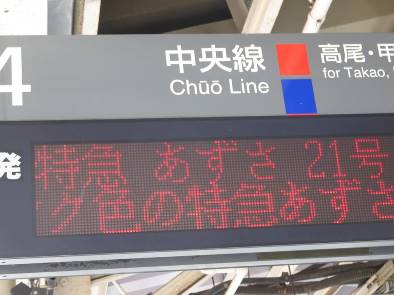 4 中央線 高尾・甲
Chūō Line for Takao,
発
特急 あずさ 21号
ク色の特急あずさ